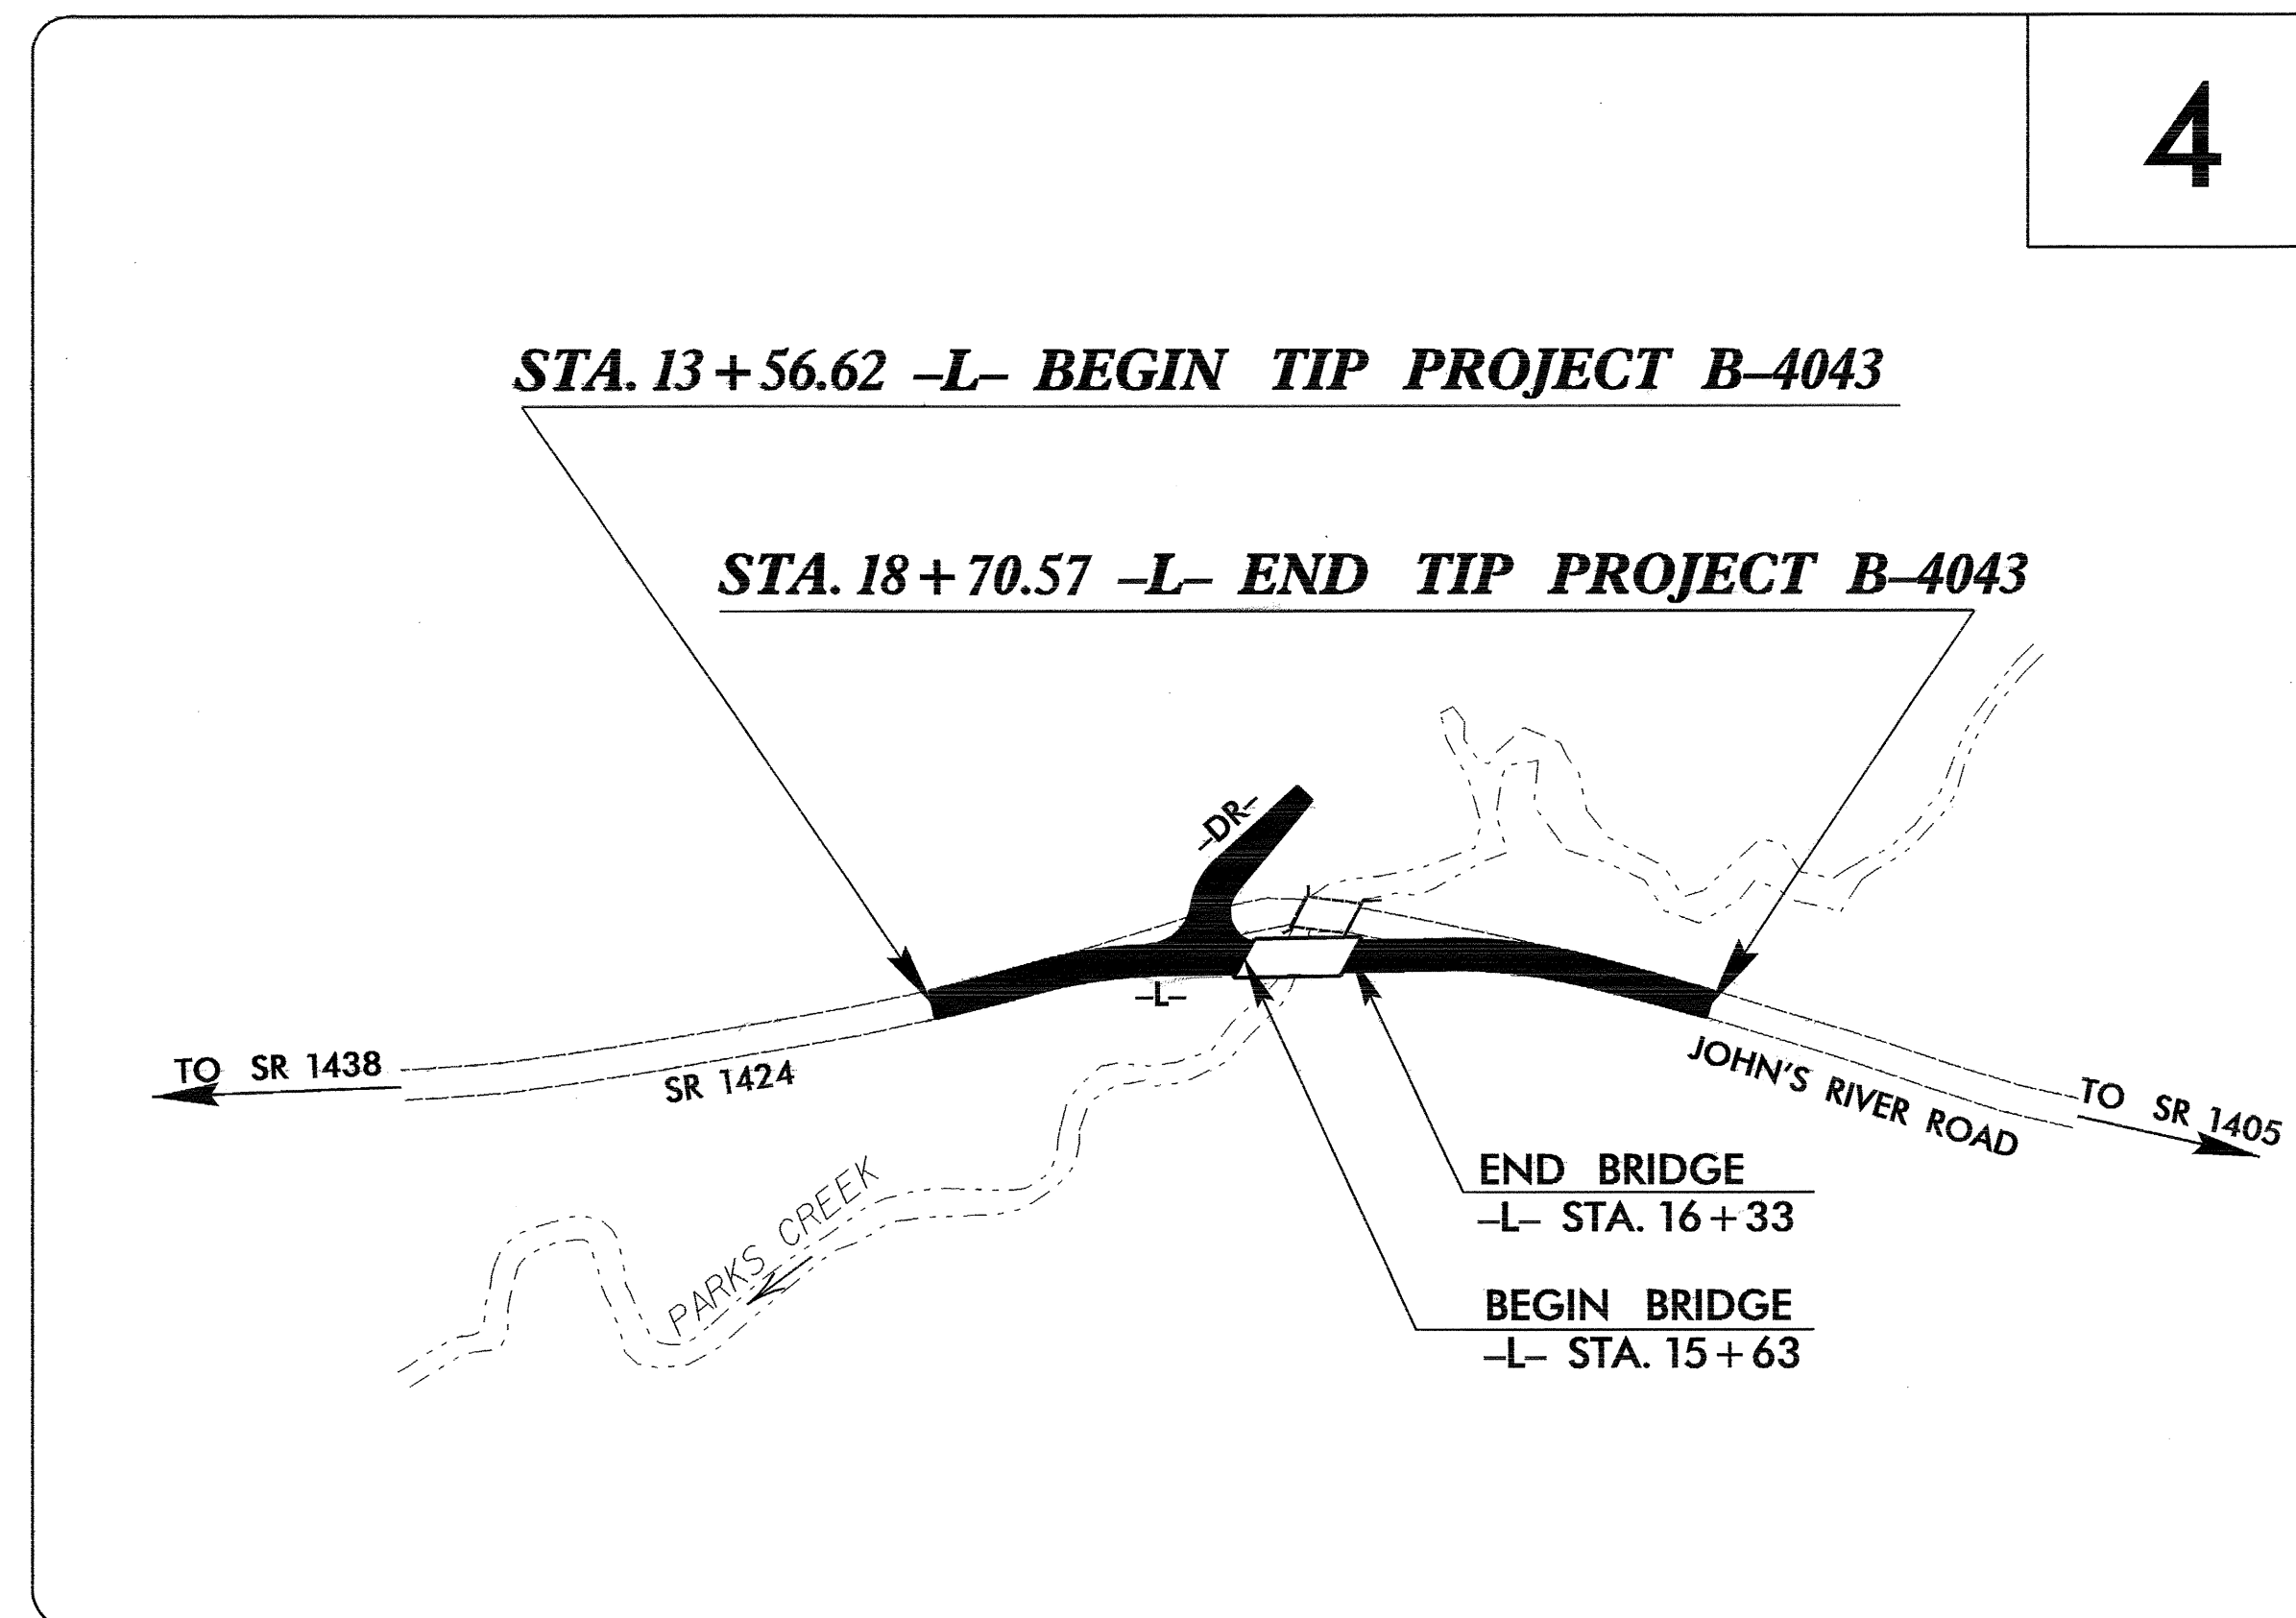 4
STA. 13+56.62 –L– BEGIN TIP PROJECT B–4043
STA. 18+70.57 –L– END TIP PROJECT B–4043
–DR–
–L–
TO SR 1438
SR 1424
JOHN'S RIVER ROAD
TO SR 1405
PARKS CREEK
END BRIDGE
–L– STA. 16+33
BEGIN BRIDGE
–L– STA. 15+63